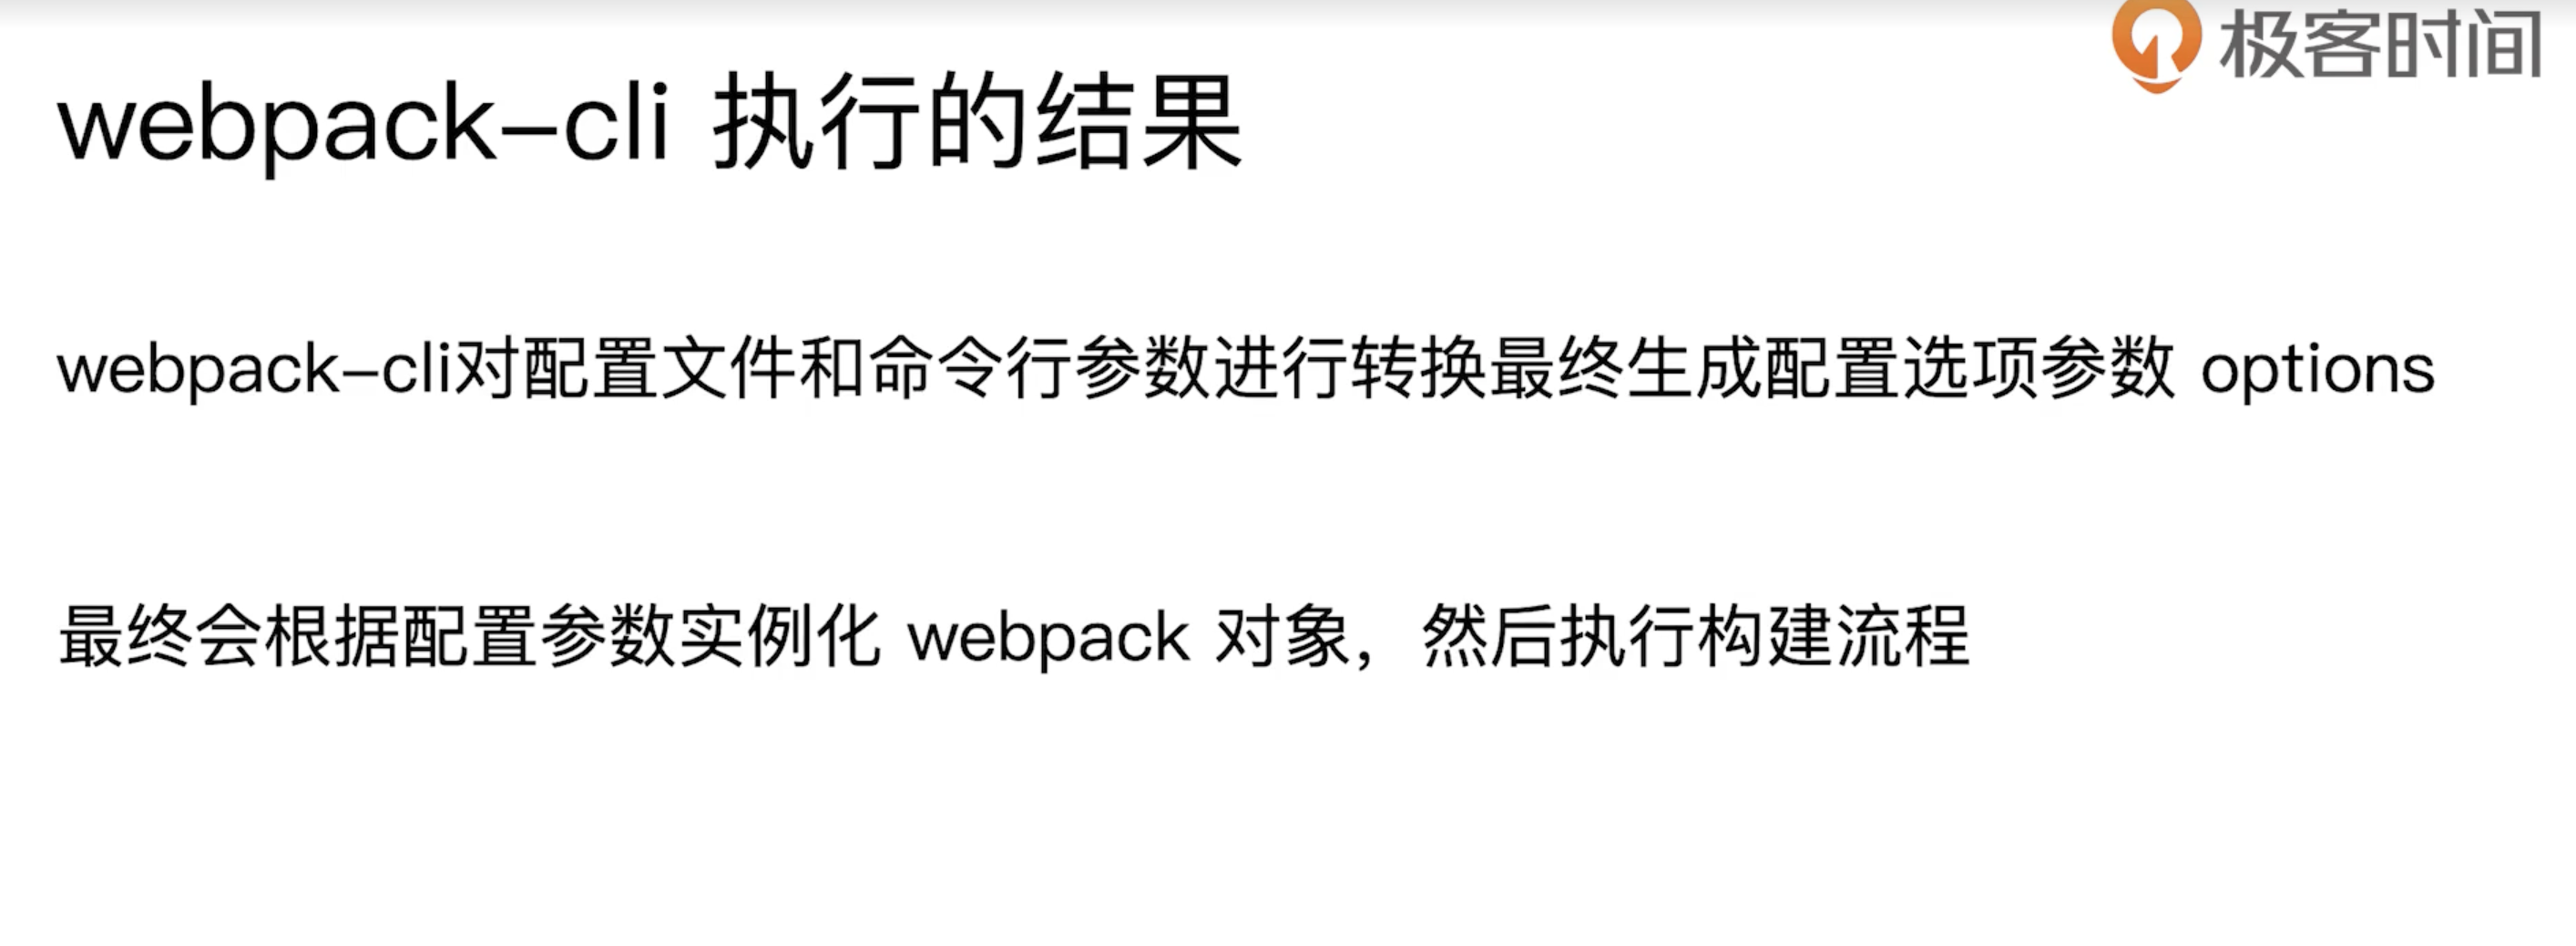 极客时间
webpack-cli 执行的结果
webpack-cli对配置文件和命令行参数进行转换最终生成配置选项参数 options
最终会根据配置参数实例化 webpack 对象，然后执行构建流程